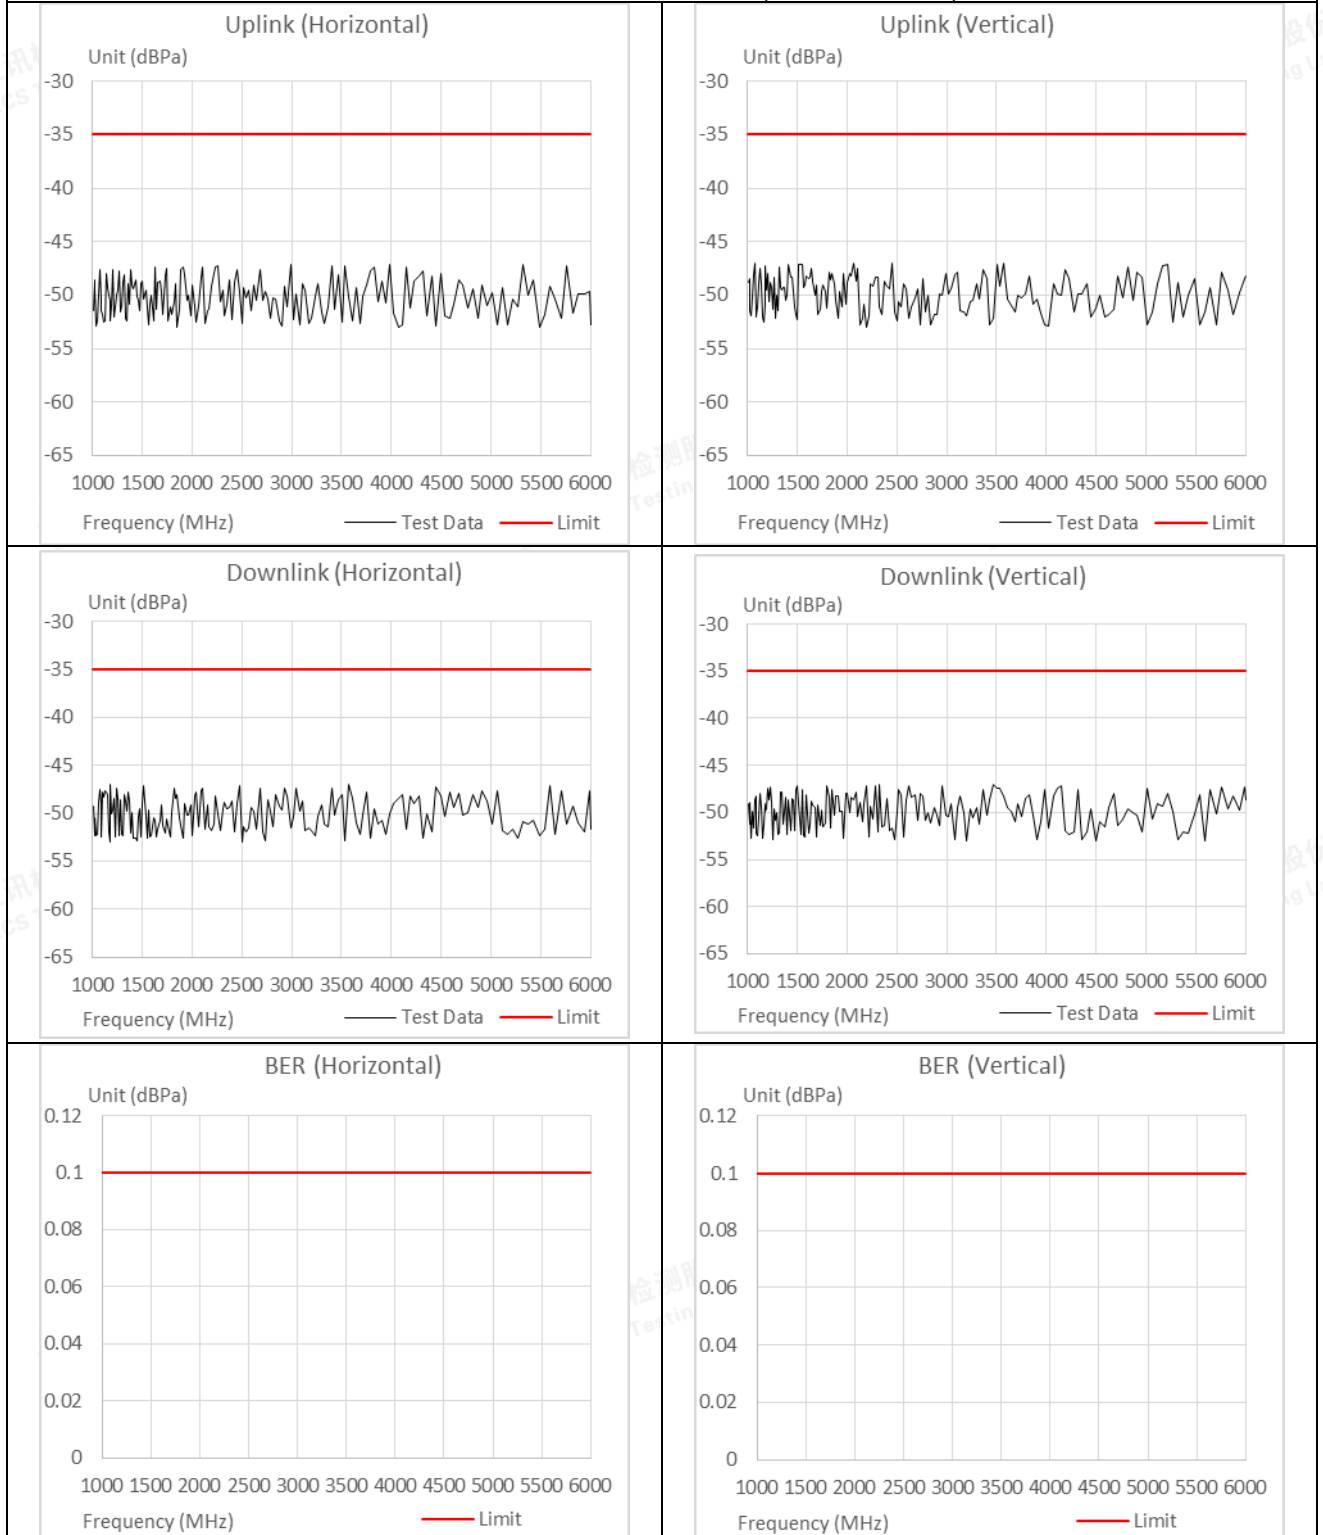 Uplink (Horizontal)
Unit (dBPa)
-30
-35
-40
-45
-50
-55
-60
-65
1000 1500 2000 2500 3000 3500 4000 4500 5000 5500 6000
Frequency (MHz) Test Data Limit
Uplink (Vertical)
Unit (dBPa)
-30
-35
-40
-45
-50
-55
-60
-65
1000 1500 2000 2500 3000 3500 4000 4500 5000 5500 6000
Frequency (MHz) Test Data Limit
Downlink (Horizontal)
Unit (dBPa)
-30
-35
-40
-45
-50
-55
-60
-65
1000 1500 2000 2500 3000 3500 4000 4500 5000 5500 6000
Frequency (MHz) Test Data Limit
Downlink (Vertical)
Unit (dBPa)
-30
-35
-40
-45
-50
-55
-60
-65
1000 1500 2000 2500 3000 3500 4000 4500 5000 5500 6000
Frequency (MHz) Test Data Limit
BER (Horizontal)
Unit (dBPa)
0.12
0.1
0.08
0.06
0.04
0.02
0
1000 1500 2000 2500 3000 3500 4000 4500 5000 5500 6000
Frequency (MHz) Limit
BER (Vertical)
Unit (dBPa)
0.12
0.1
0.08
0.06
0.04
0.02
0
1000 1500 2000 2500 3000 3500 4000 4500 5000 5500 6000
Frequency (MHz) Limit
检测
Testin
检测
Testin